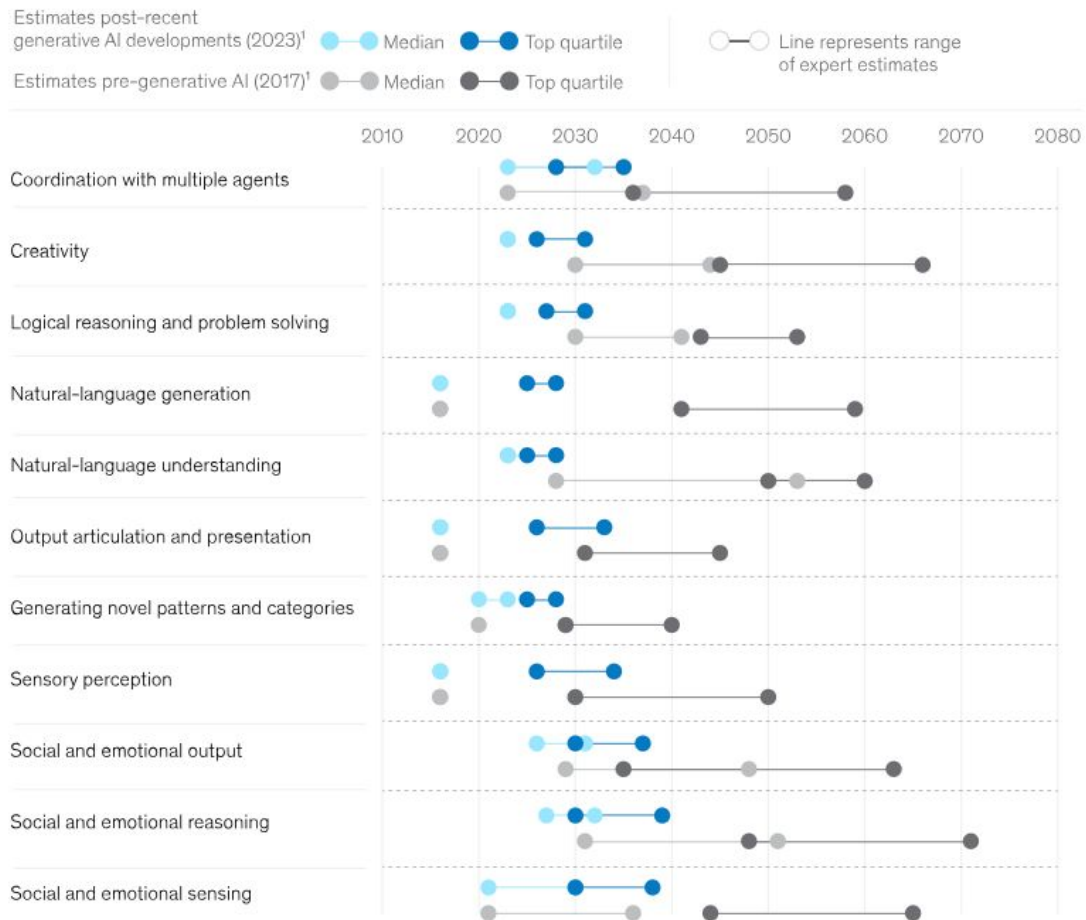 Estimates post-recent
generative AI developments (2023)¹ Median Top quartile
Line represents range
of expert estimates
Estimates pre-generative AI (2017)¹ Median Top quartile
2010 2020 2030 2040 2050 2060 2070 2080
Coordination with multiple agents
Creativity
Logical reasoning and problem solving
Natural-language generation
Natural-language understanding
Output articulation and presentation
Generating novel patterns and categories
Sensory perception
Social and emotional output
Social and emotional reasoning
Social and emotional sensing